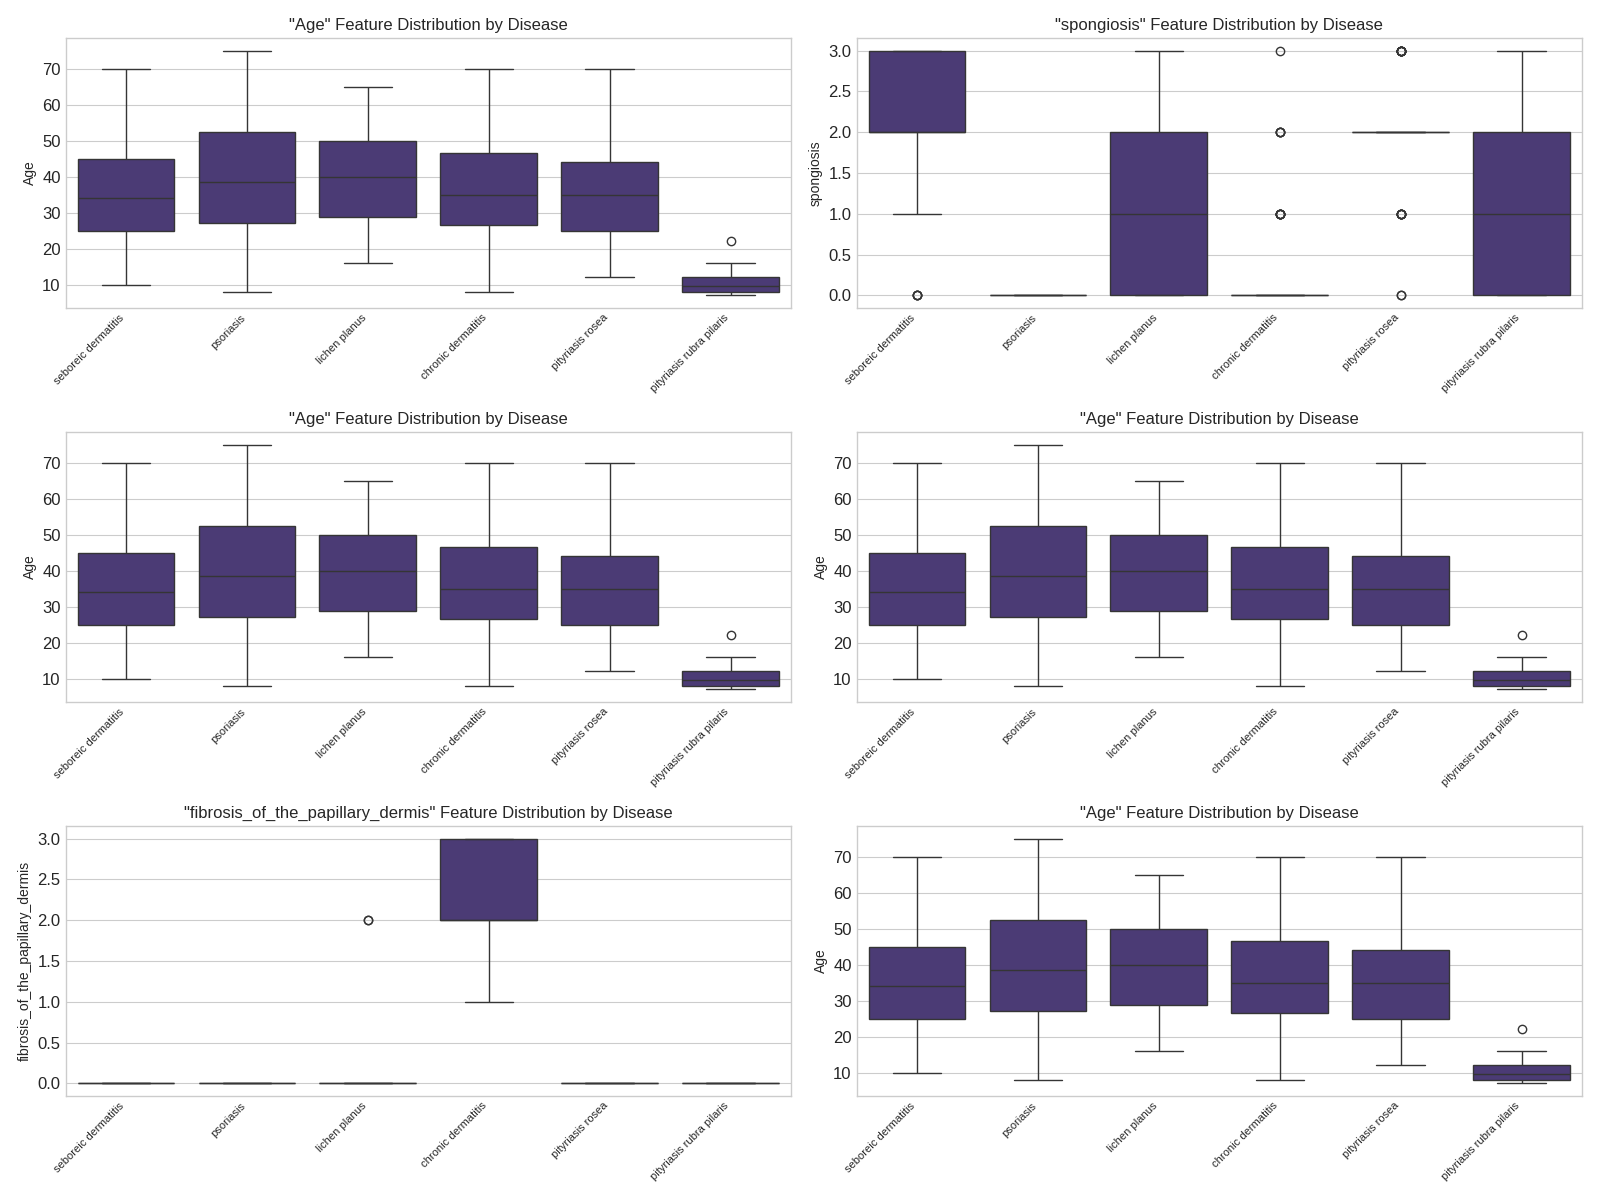 "Age" Feature Distribution by Disease
Age
70
60
50
40
30
20
10
seboreic dermatitis
psoriasis
lichen planus
chronic dermatitis
pityriasis rosea
pityriasis rubra pilaris
"spongiosis" Feature Distribution by Disease
spongiosis
3.0
2.5
2.0
1.5
1.0
0.5
0.0
seboreic dermatitis
psoriasis
lichen planus
chronic dermatitis
pityriasis rosea
pityriasis rubra pilaris
"Age" Feature Distribution by Disease
Age
70
60
50
40
30
20
10
seboreic dermatitis
psoriasis
lichen planus
chronic dermatitis
pityriasis rosea
pityriasis rubra pilaris
"Age" Feature Distribution by Disease
Age
70
60
50
40
30
20
10
seboreic dermatitis
psoriasis
lichen planus
chronic dermatitis
pityriasis rosea
pityriasis rubra pilaris
"fibrosis_of_the_papillary_dermis" Feature Distribution by Disease
fibrosis_of_the_papillary_dermis
3.0
2.5
2.0
1.5
1.0
0.5
0.0
seboreic dermatitis
psoriasis
lichen planus
chronic dermatitis
pityriasis rosea
pityriasis rubra pilaris
"Age" Feature Distribution by Disease
Age
70
60
50
40
30
20
10
seboreic dermatitis
psoriasis
lichen planus
chronic dermatitis
pityriasis rosea
pityriasis rubra pilaris